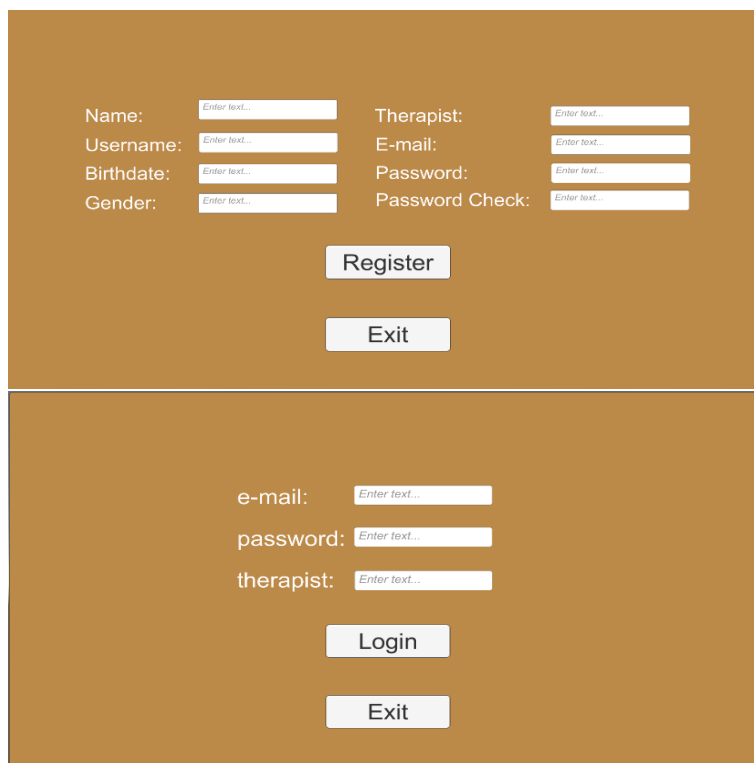 Name: Enter text... Therapist: Enter text...
Username: Enter text... E-mail: Enter text...
Birthdate: Enter text... Password: Enter text...
Gender: Enter text... Password Check: Enter text...
Register
Exit
e-mail: Enter text...
password: Enter text...
therapist: Enter text...
Login
Exit